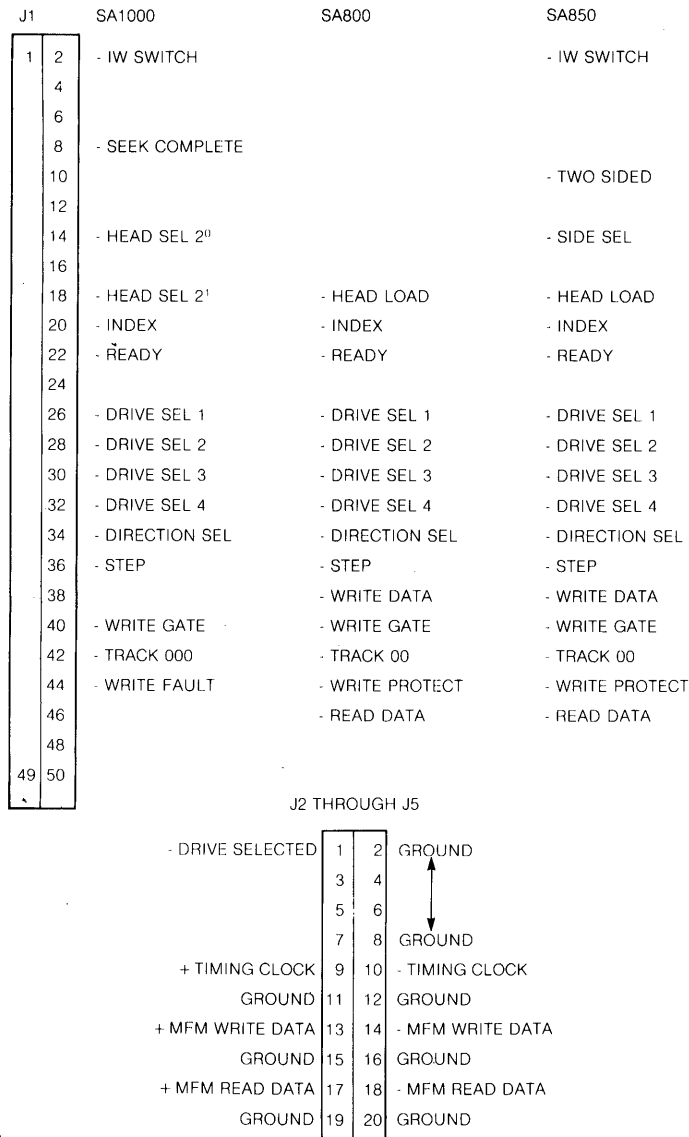 J1 SA1000 SA800 SA850
1 2 - IW SWITCH - IW SWITCH
4
6
8 - SEEK COMPLETE
10 - TWO SIDED
12
14 - HEAD SEL 2⁰ - SIDE SEL
16
18 - HEAD SEL 2¹ - HEAD LOAD - HEAD LOAD
20 - INDEX - INDEX - INDEX
22 - READY - READY - READY
24
26 - DRIVE SEL 1 - DRIVE SEL 1 - DRIVE SEL 1
28 - DRIVE SEL 2 - DRIVE SEL 2 - DRIVE SEL 2
30 - DRIVE SEL 3 - DRIVE SEL 3 - DRIVE SEL 3
32 - DRIVE SEL 4 - DRIVE SEL 4 - DRIVE SEL 4
34 - DIRECTION SEL - DIRECTION SEL - DIRECTION SEL
36 - STEP - STEP - STEP
38 - WRITE DATA - WRITE DATA
40 - WRITE GATE - WRITE GATE - WRITE GATE
42 - TRACK 000 - TRACK 00 - TRACK 00
44 - WRITE FAULT - WRITE PROTECT - WRITE PROTECT
46 - READ DATA - READ DATA
48
49 50
J2 THROUGH J5
- DRIVE SELECTED 1 2 GROUND
3 4
5 6
7 8 GROUND
+ TIMING CLOCK 9 10 - TIMING CLOCK
GROUND 11 12 GROUND
+ MFM WRITE DATA 13 14 - MFM WRITE DATA
GROUND 15 16 GROUND
+ MFM READ DATA 17 18 - MFM READ DATA
GROUND 19 20 GROUND